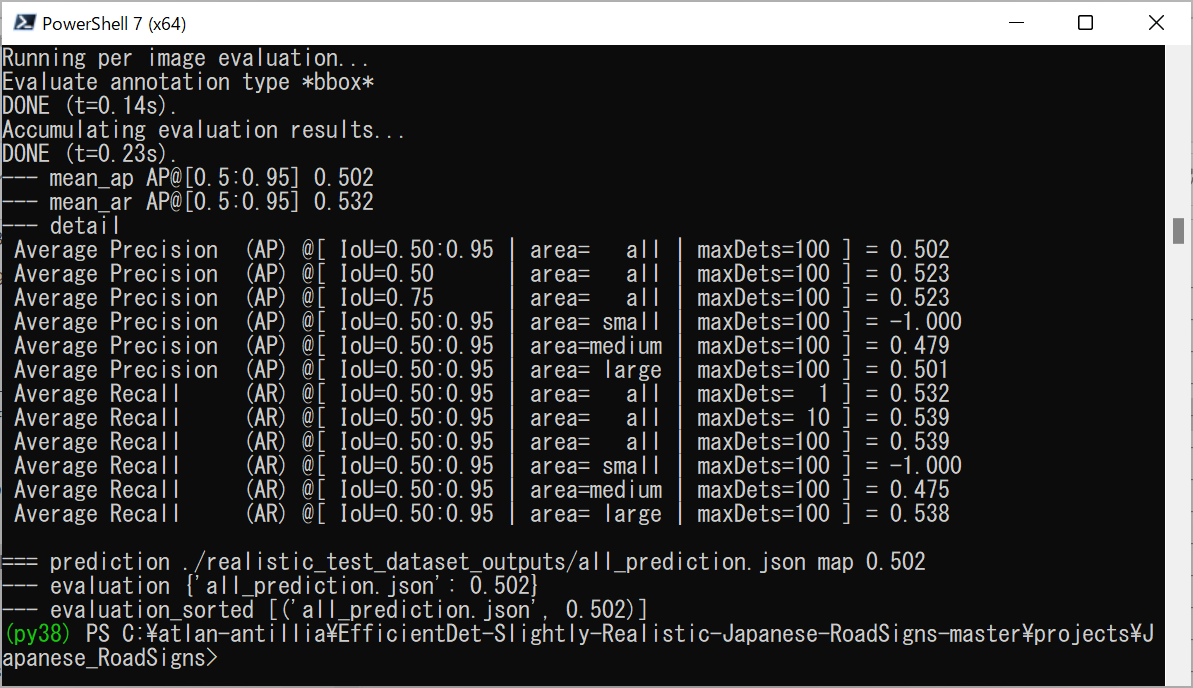 PowerShell 7 (x64)
Running per image evaluation...
Evaluate annotation type *bbox*
DONE (t=0.14s).
Accumulating evaluation results...
DONE (t=0.23s).
--- mean_ap AP@[0.5:0.95] 0.502
--- mean_ar AP@[0.5:0.95] 0.532
--- detail
 Average Precision  (AP) @[ IoU=0.50:0.95 | area=   all | maxDets=100 ] = 0.502
 Average Precision  (AP) @[ IoU=0.50      | area=   all | maxDets=100 ] = 0.523
 Average Precision  (AP) @[ IoU=0.75      | area=   all | maxDets=100 ] = 0.523
 Average Precision  (AP) @[ IoU=0.50:0.95 | area= small | maxDets=100 ] = -1.000
 Average Precision  (AP) @[ IoU=0.50:0.95 | area=medium | maxDets=100 ] = 0.479
 Average Precision  (AP) @[ IoU=0.50:0.95 | area= large | maxDets=100 ] = 0.501
 Average Recall     (AR) @[ IoU=0.50:0.95 | area=   all | maxDets=  1 ] = 0.532
 Average Recall     (AR) @[ IoU=0.50:0.95 | area=   all | maxDets= 10 ] = 0.539
 Average Recall     (AR) @[ IoU=0.50:0.95 | area=   all | maxDets=100 ] = 0.539
 Average Recall     (AR) @[ IoU=0.50:0.95 | area= small | maxDets=100 ] = -1.000
 Average Recall     (AR) @[ IoU=0.50:0.95 | area=medium | maxDets=100 ] = 0.475
 Average Recall     (AR) @[ IoU=0.50:0.95 | area= large | maxDets=100 ] = 0.538
=== prediction ./realistic_test_dataset_outputs/all_prediction.json map 0.502
--- evaluation {'all_prediction.json': 0.502}
--- evaluation_sorted [('all_prediction.json', 0.502)]
(py38) PS C:¥atlan-antillia¥EfficientDet-Slightly-Realistic-Japanese-RoadSigns-master¥projects¥J
apanese_RoadSigns>